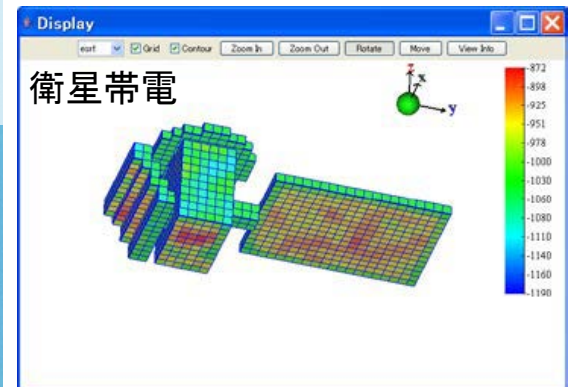 Display
esrf Grid Contour Zoom In Zoom Out Rotate Move View Info
衛星帯電
z
x
y
-872
-898
-925
-951
-978
-1000
-1030
-1060
-1080
-1110
-1140
-1160
-1190